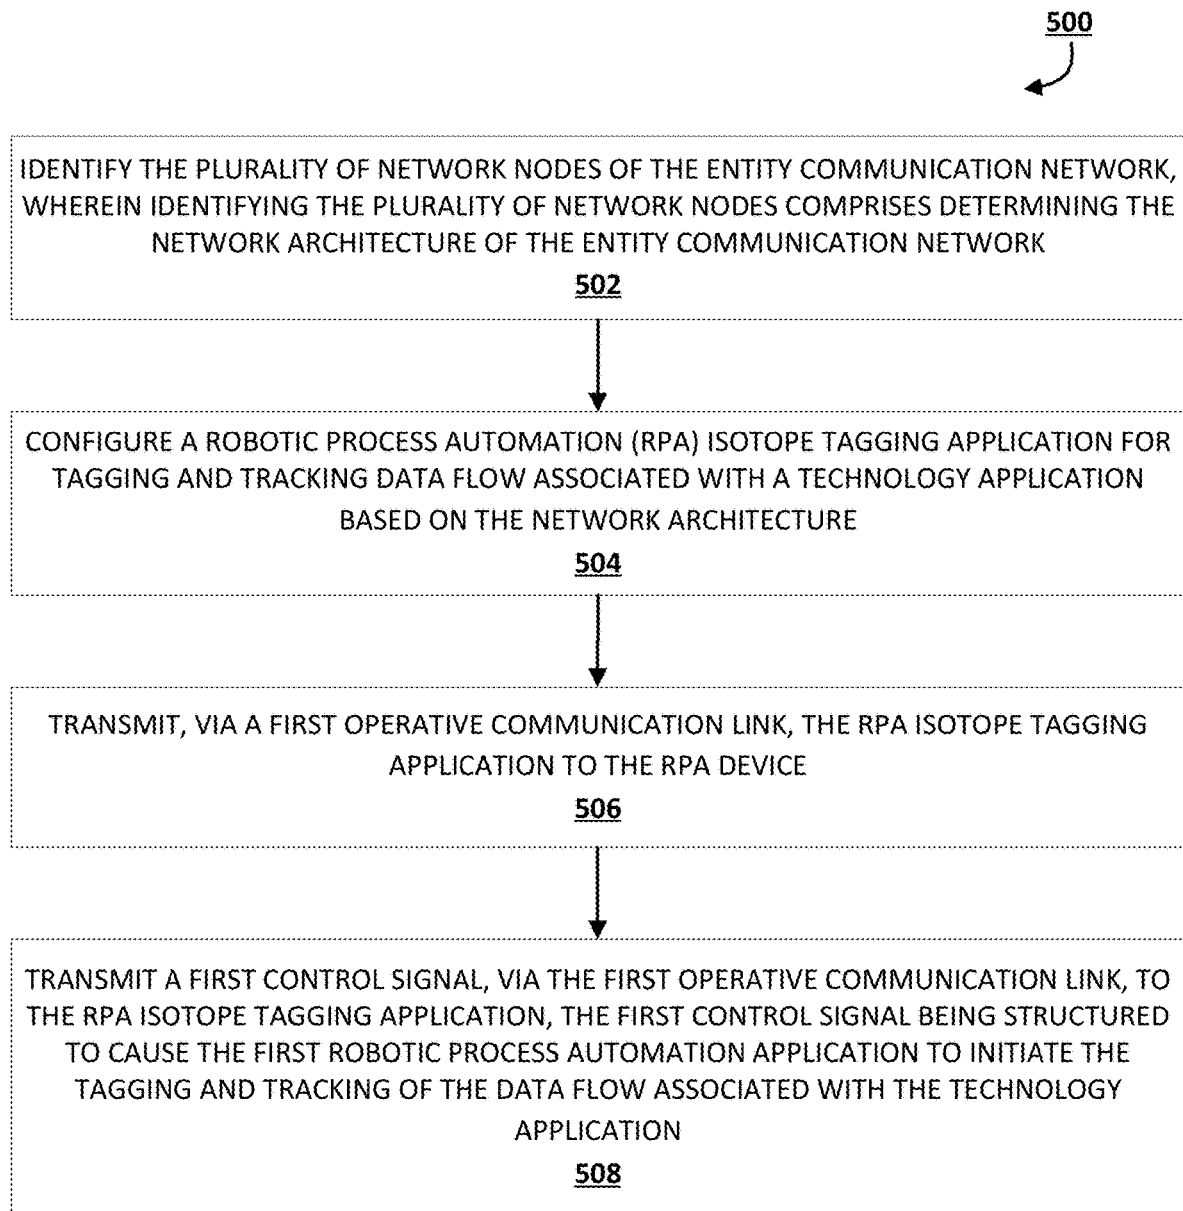 500
IDENTIFY THE PLURALITY OF NETWORK NODES OF THE ENTITY COMMUNICATION NETWORK,
WHEREIN IDENTIFYING THE PLURALITY OF NETWORK NODES COMPRISES DETERMINING THE
NETWORK ARCHITECTURE OF THE ENTITY COMMUNICATION NETWORK
502
CONFIGURE A ROBOTIC PROCESS AUTOMATION (RPA) ISOTOPE TAGGING APPLICATION FOR
TAGGING AND TRACKING DATA FLOW ASSOCIATED WITH A TECHNOLOGY APPLICATION
BASED ON THE NETWORK ARCHITECTURE
504
TRANSMIT, VIA A FIRST OPERATIVE COMMUNICATION LINK, THE RPA ISOTOPE TAGGING
APPLICATION TO THE RPA DEVICE
506
TRANSMIT A FIRST CONTROL SIGNAL, VIA THE FIRST OPERATIVE COMMUNICATION LINK, TO
THE RPA ISOTOPE TAGGING APPLICATION, THE FIRST CONTROL SIGNAL BEING STRUCTURED
TO CAUSE THE FIRST ROBOTIC PROCESS AUTOMATION APPLICATION TO INITIATE THE
TAGGING AND TRACKING OF THE DATA FLOW ASSOCIATED WITH THE TECHNOLOGY
APPLICATION
508